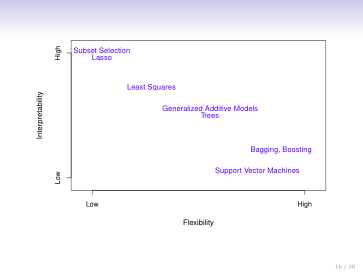 High
Subset Selection
Lasso
Least Squares
Interpretability
Generalized Additive Models
Trees
Bagging, Boosting
Support Vector Machines
Low
Low
High
Flexibility
16 / 30